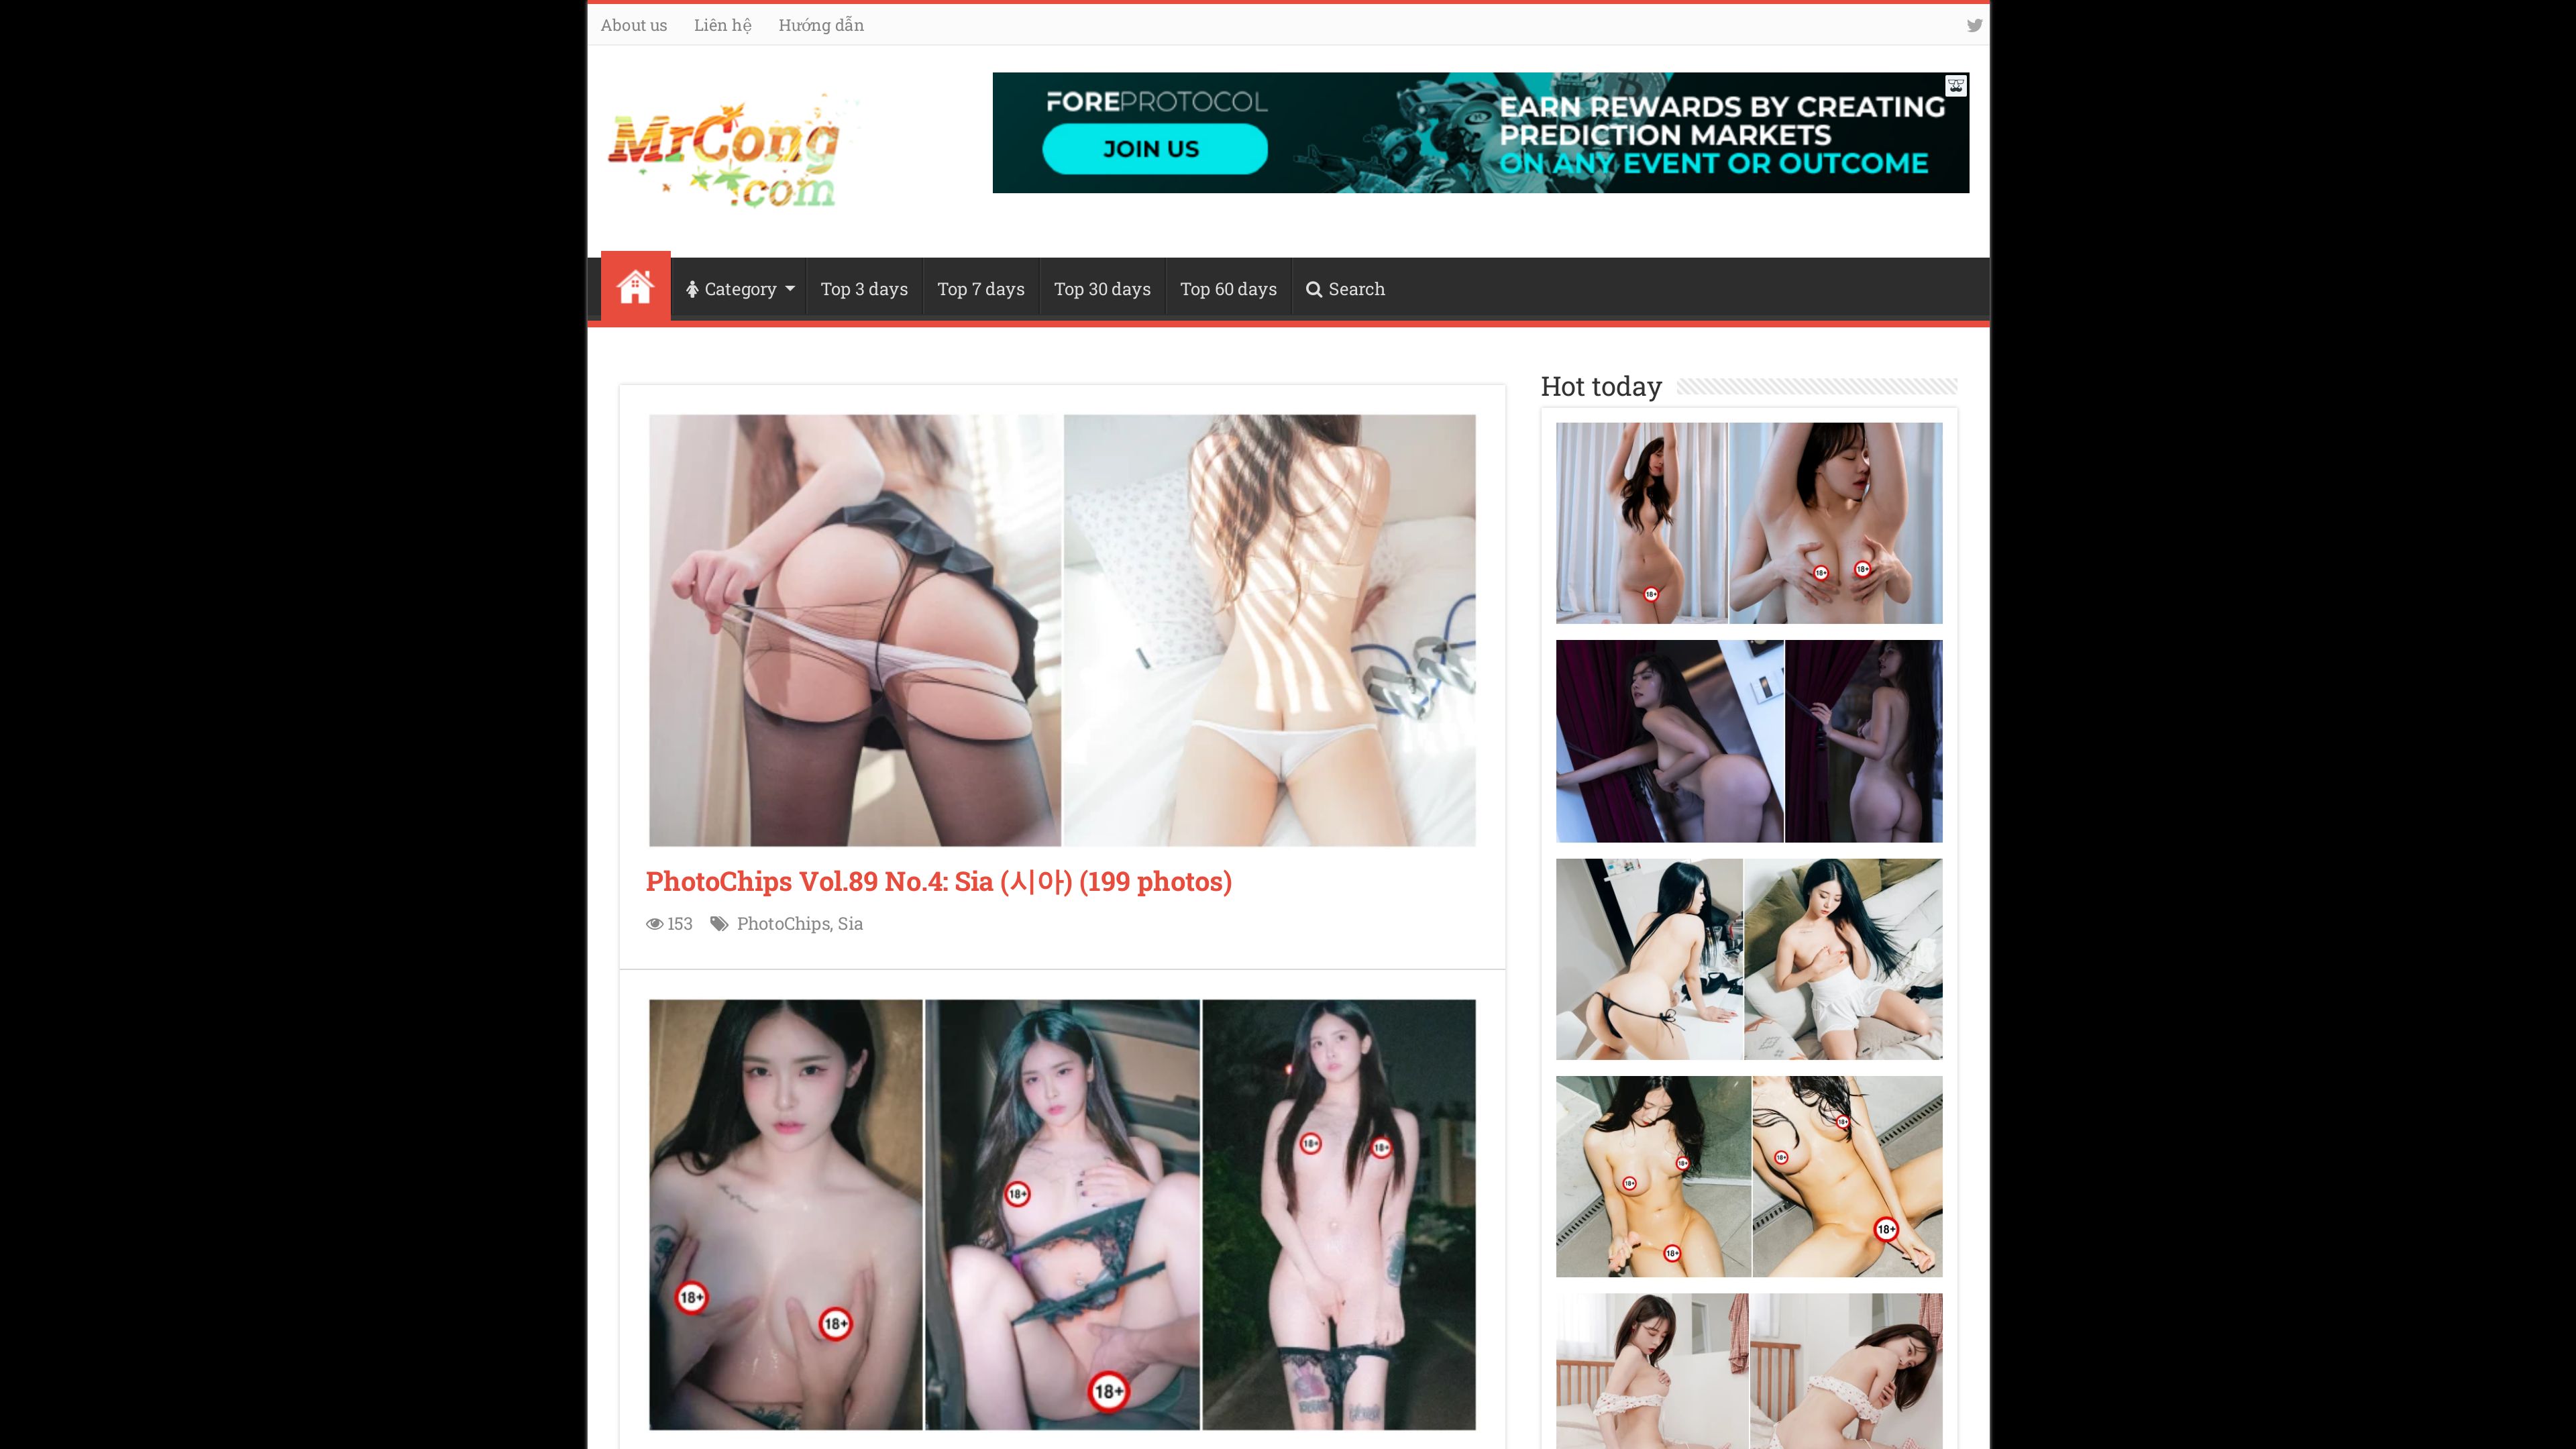 About us
Liên hệ
Hướng dẫn
MrCong
.com
FOREPROTOCOL
JOIN US
EARN REWARDS BY CREATING
PREDICTION MARKETS
ON ANY EVENT OR OUTCOME
Category
Top 3 days
Top 7 days
Top 30 days
Top 60 days
Search
Hot today
18+
18+
18+
PhotoChips Vol.89 No.4: Sia (시아) (199 photos)
153
PhotoChips, Sia
18+
18+
18+
18+
18+
18+
18+
18+
18+
18+
18+
18+